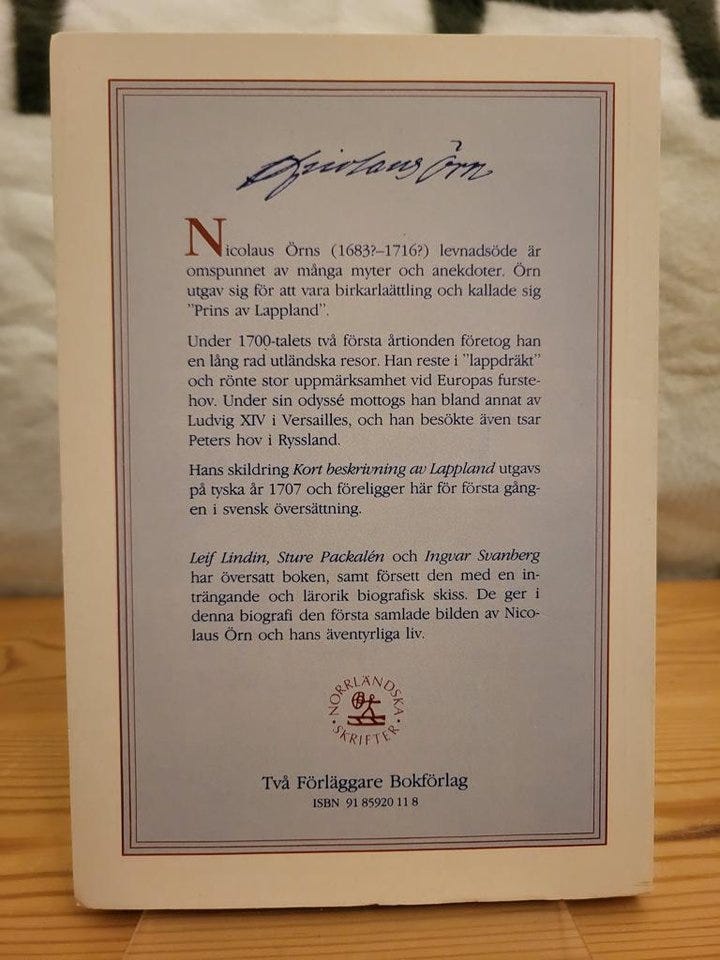 Nicolaus Örn
Nicolaus Örns (1683?–1716?) levnadsöde är
omspunnet av många myter och anekdoter. Örn
utgav sig för att vara birkarlaättling och kallade sig
"Prins av Lappland".
Under 1700-talets två första årtionden företog han
en lång rad utländska resor. Han reste i "lappdräkt"
och rönte stor uppmärksamhet vid Europas furste-
hov. Under sin odyssé mottogs han bland annat av
Ludvig XIV i Versailles, och han besökte även tsar
Peters hov i Ryssland.
Hans skildring Kort beskrivning av Lappland utgavs
på tyska år 1707 och föreligger här för första gång-
en i svensk översättning.
Leif Lindin, Sture Packalén och Ingvar Svanberg
har översatt boken, samt försett den med en in-
trängande och lärorik biografisk skiss. De ger i
denna biografi den första samlade bilden av Nico-
laus Örn och hans äventyrliga liv.
NORRLÄNDSKA
· SKRIFTER ·
Två Förläggare Bokförlag
ISBN 91 85920 11 8